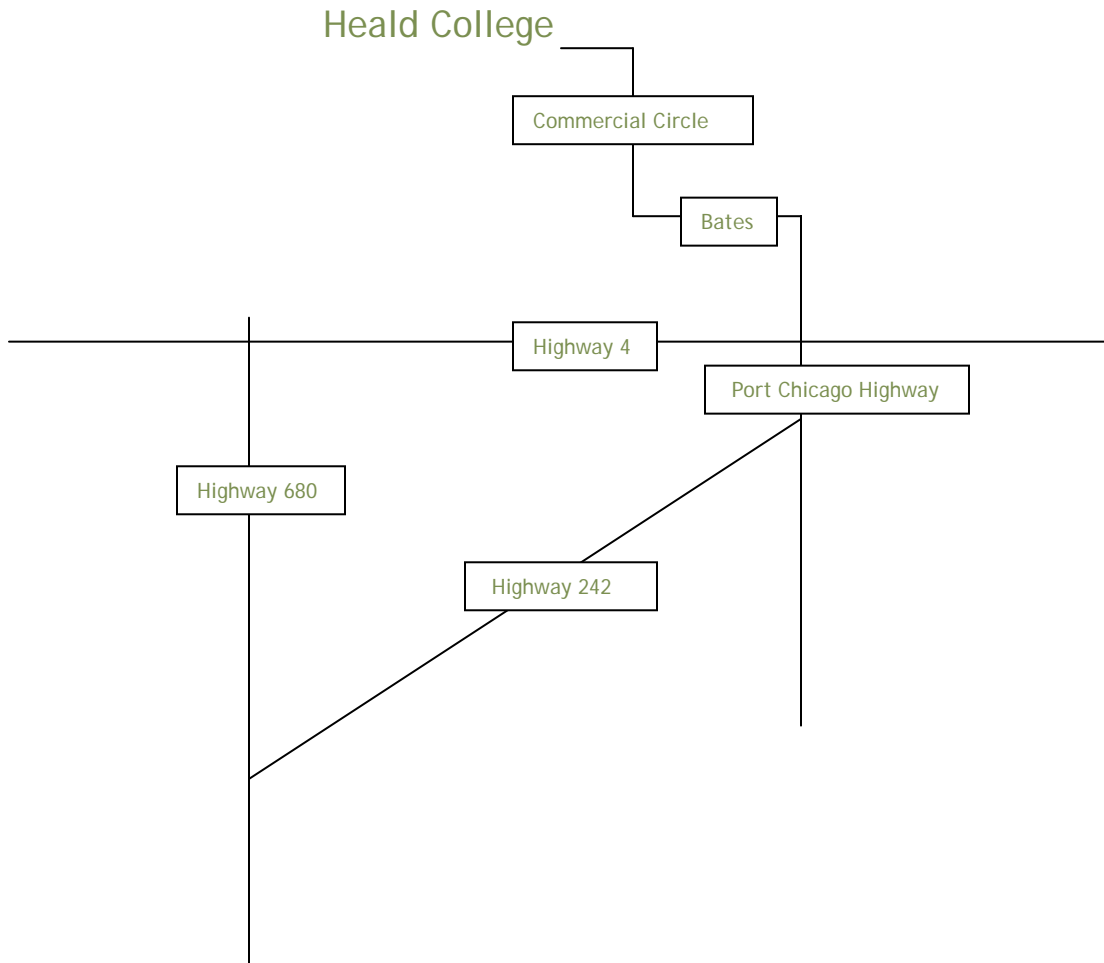 Heald College
Commercial Circle
Bates
Highway 4
Port Chicago Highway
Highway 680
Highway 242